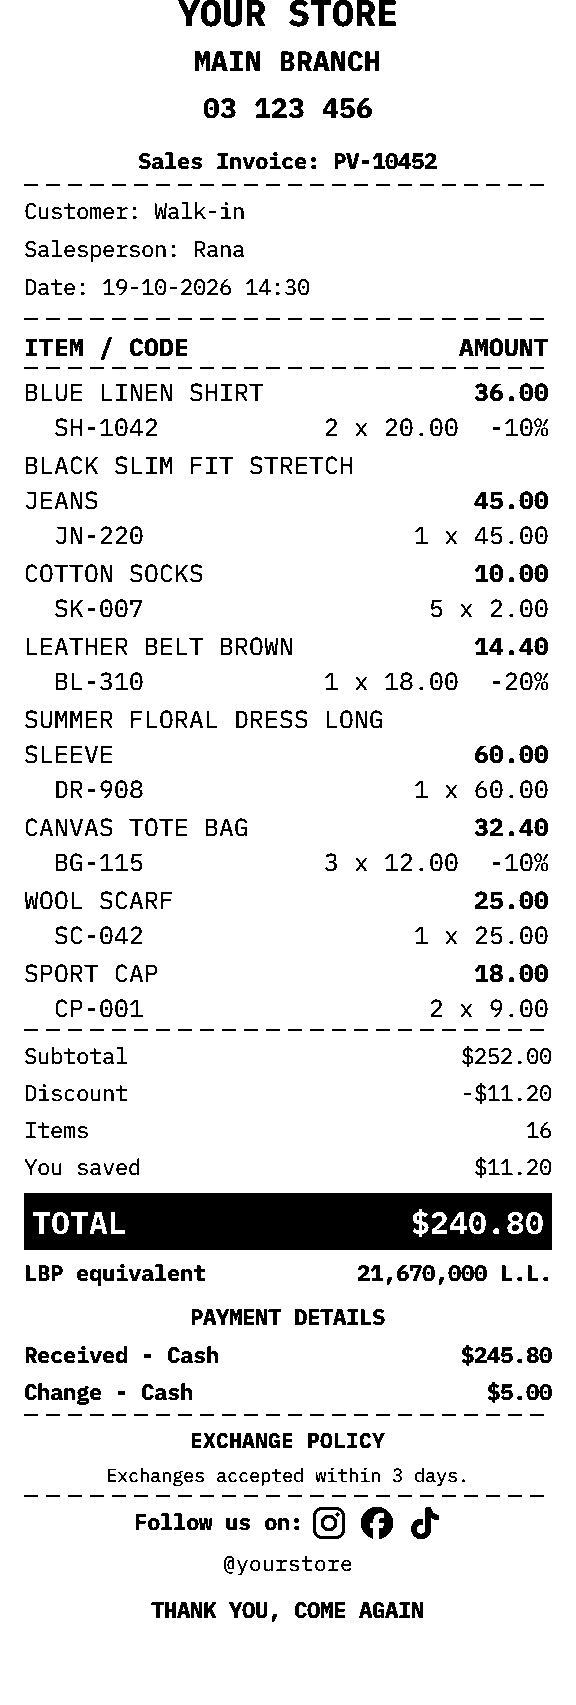 YOUR STORE
MAIN BRANCH
03 123 456
Sales Invoice: PV-10452
Customer: Walk-in
Salesperson: Rana
Date: 19-10-2026 14:30
ITEM / CODE AMOUNT
BLUE LINEN SHIRT 36.00
SH-1042 2 x 20.00 -10%
BLACK SLIM FIT STRETCH
JEANS 45.00
JN-220 1 x 45.00
COTTON SOCKS 10.00
SK-007 5 x 2.00
LEATHER BELT BROWN 14.40
BL-310 1 x 18.00 -20%
SUMMER FLORAL DRESS LONG
SLEEVE 60.00
DR-908 1 x 60.00
CANVAS TOTE BAG 32.40
BG-115 3 x 12.00 -10%
WOOL SCARF 25.00
SC-042 1 x 25.00
SPORT CAP 18.00
CP-001 2 x 9.00
Subtotal $252.00
Discount -$11.20
Items 16
You saved $11.20
TOTAL $240.80
LBP equivalent 21,670,000 L.L.
PAYMENT DETAILS
Received - Cash $245.80
Change - Cash $5.00
EXCHANGE POLICY
Exchanges accepted within 3 days.
Follow us on:
@yourstore
THANK YOU, COME AGAIN